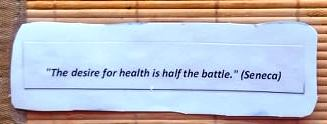 "The desire for health is half the battle." (Seneca)